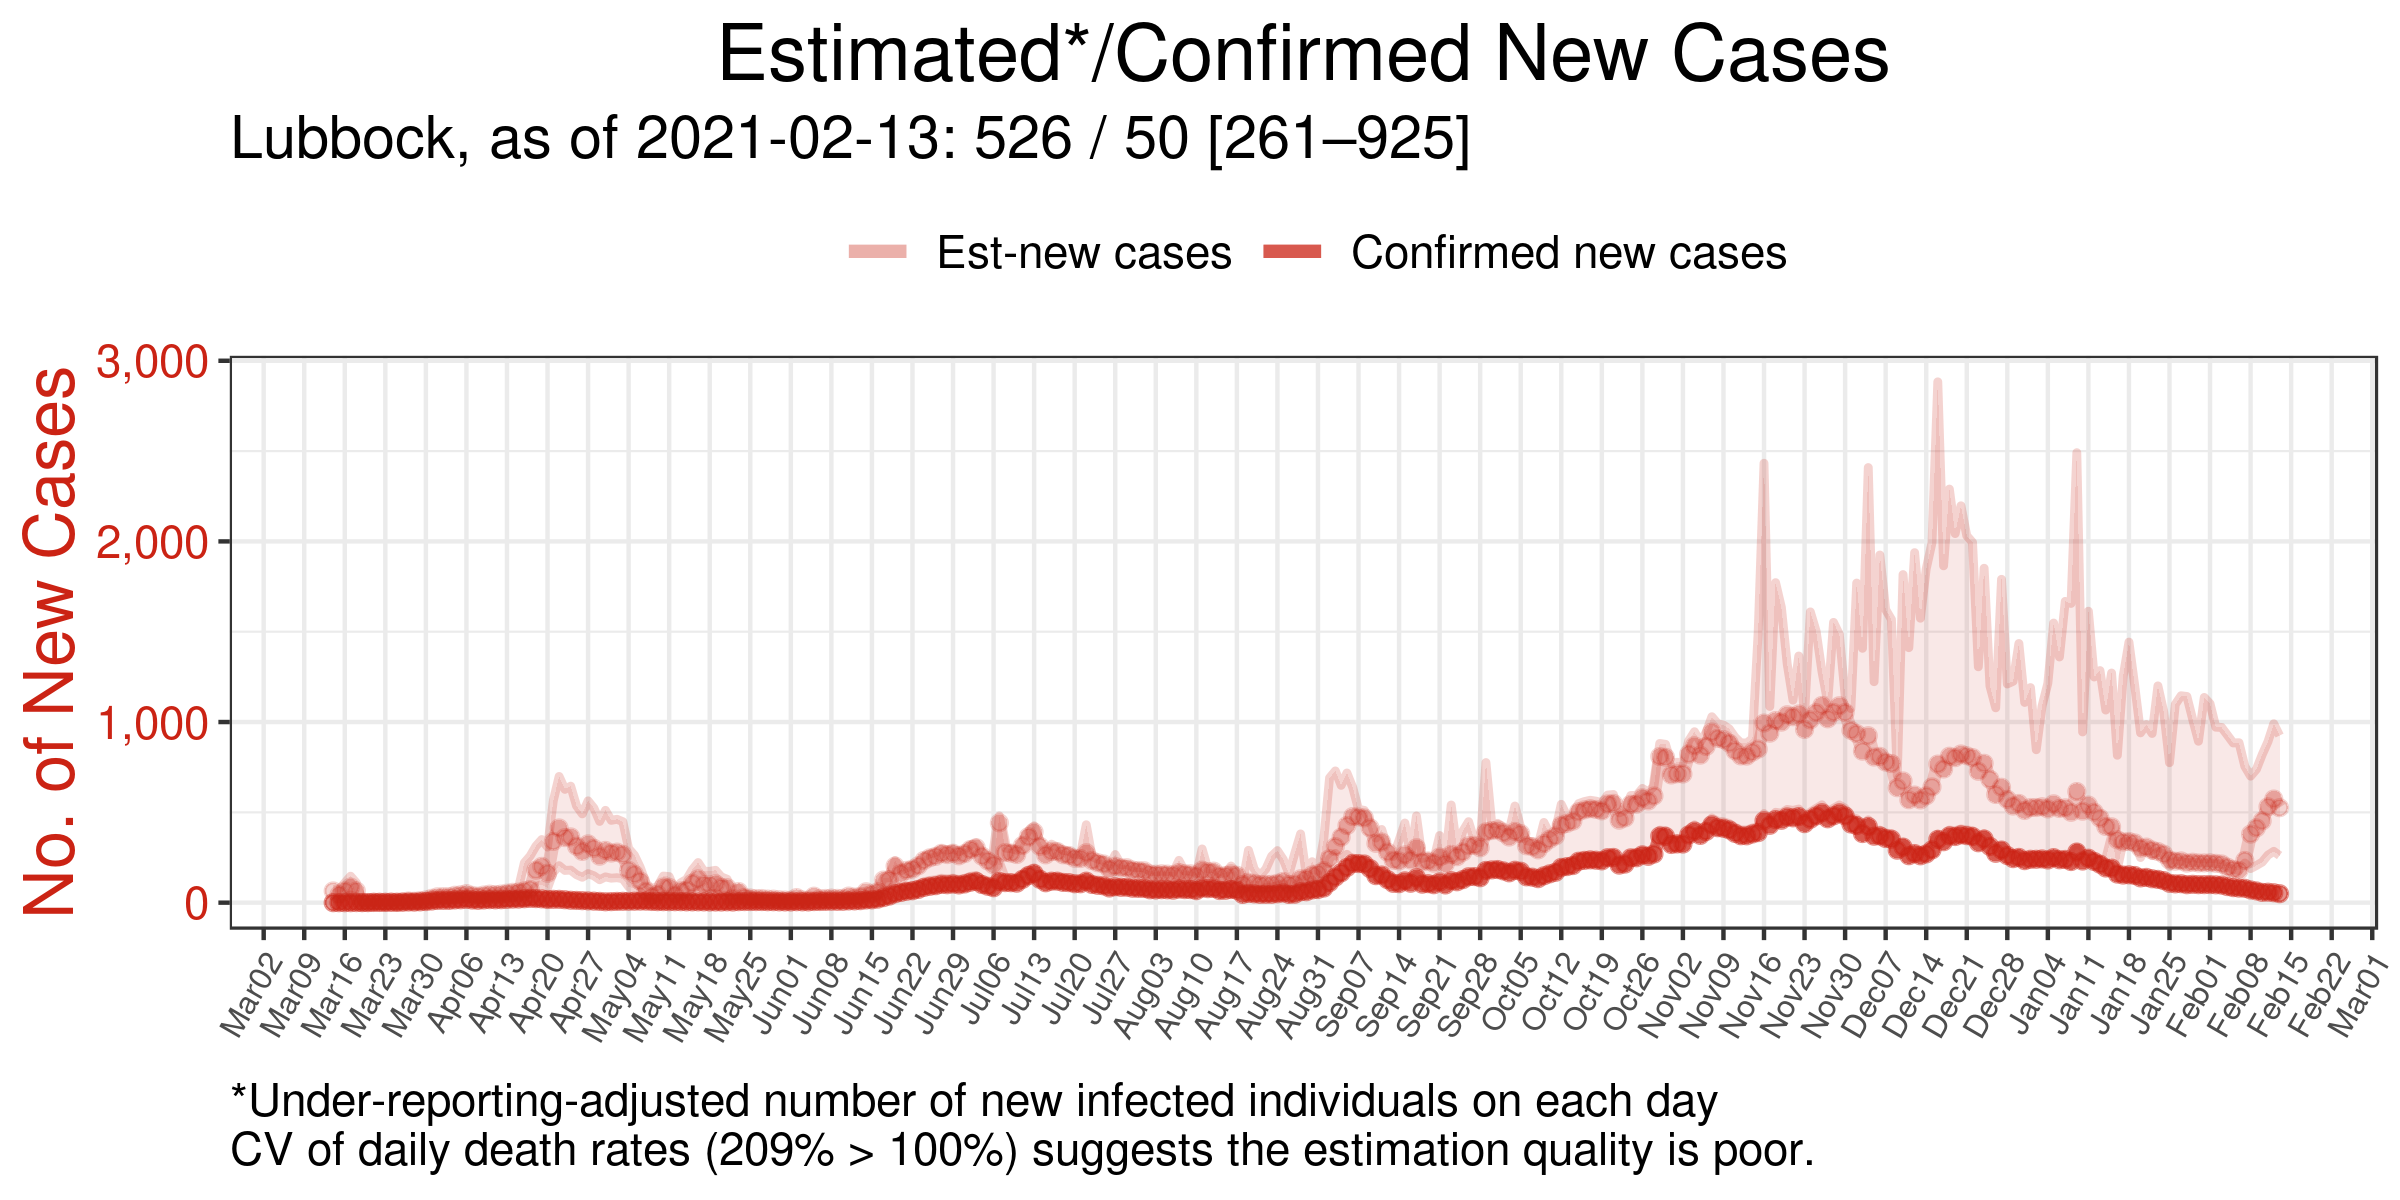 Estimated*/Confirmed New Cases
Lubbock, as of 2021-02-13: 526 / 50 [261–925]
Est-new cases
Confirmed new cases
No. of New Cases
3,000
2,000
1,000
0
Mar02
Mar09
Mar16
Mar23
Mar30
Apr06
Apr13
Apr20
Apr27
May04
May11
May18
May25
Jun01
Jun08
Jun15
Jun22
Jun29
Jul06
Jul13
Jul20
Jul27
Aug03
Aug10
Aug17
Aug24
Aug31
Sep07
Sep14
Sep21
Sep28
Oct05
Oct12
Oct19
Oct26
Nov02
Nov09
Nov16
Nov23
Nov30
Dec07
Dec14
Dec21
Dec28
Jan04
Jan11
Jan18
Jan25
Feb01
Feb08
Feb15
Feb22
Mar01
*Under-reporting-adjusted number of new infected individuals on each day
CV of daily death rates (209% > 100%) suggests the estimation quality is poor.